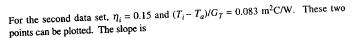 For the second data set, ηᵢ = 0.15 and (Tᵢ – Tₐ)/G_T = 0.083 m²C/W. These two
points can be plotted. The slope is